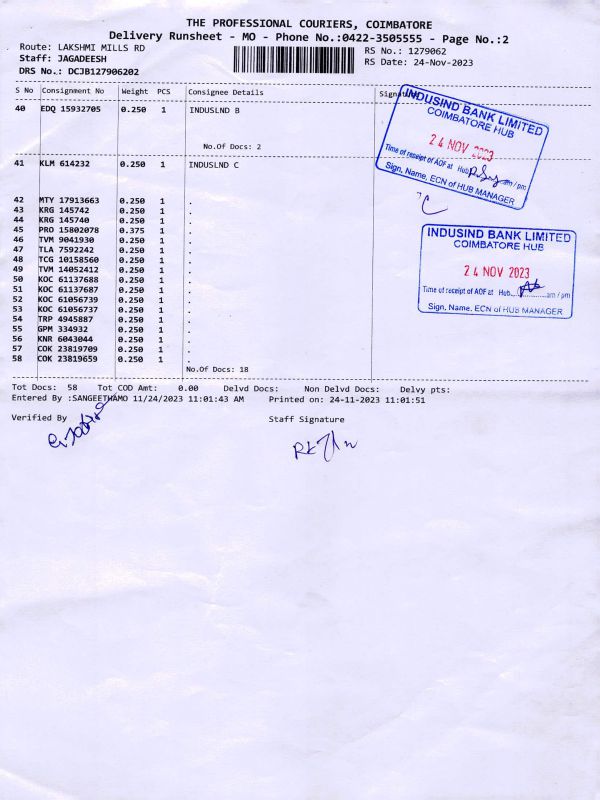 THE PROFESSIONAL COURIERS, COIMBATORE
Delivery Runsheet - MO - Phone No.:0422-3505555 - Page No.:2
Route: LAKSHMI MILLS RD
RS No.: 1279062
Staff: JAGADEESH
RS Date: 24-Nov-2023
DRS No.: DCJB127906202
S No Consignment No Weight PCS Consignee Details Signature
40 EDQ 15932705 0.250 1 INDUSLND B
No.Of Docs: 2
INDUSIND BANK LIMITED
COIMBATORE HUB
24 NOV 2023
Time of receipt of AOF at Hub am / pm
Sign, Name, ECN of HUB MANAGER
41 KLM 614232 0.250 1 INDUSLND C
42 MTY 17913663 0.250 1 .
43 KRG 145742 0.250 1 .
44 KRG 145740 0.250 1 .
45 PRO 15802078 0.375 1 .
46 TVM 9041930 0.250 1 .
47 TLA 7592242 0.250 1 .
48 TCG 10158560 0.250 1 .
49 TVM 14052412 0.250 1 .
50 KOC 61137688 0.250 1 .
51 KOC 61137687 0.250 1 .
52 KOC 61056739 0.250 1 .
53 KOC 61056737 0.250 1 .
54 TRP 4945887 0.250 1 .
55 GPM 334932 0.250 1 .
56 KNR 6043044 0.250 1 .
57 COK 23819709 0.250 1 .
58 COK 23819659 0.250 1 .
No.Of Docs: 18
INDUSIND BANK LIMITED
COIMBATORE HUB
24 NOV 2023
Time of receipt of AOF at Hub am / pm
Sign, Name, ECN of HUB MANAGER
Tot Docs: 58 Tot COD Amt: 0.00 Delvd Docs: Non Delvd Docs: Delvy pts:
Entered By :SANGEETHAMO 11/24/2023 11:01:43 AM Printed on: 24-11-2023 11:01:51
Verified By Staff Signature